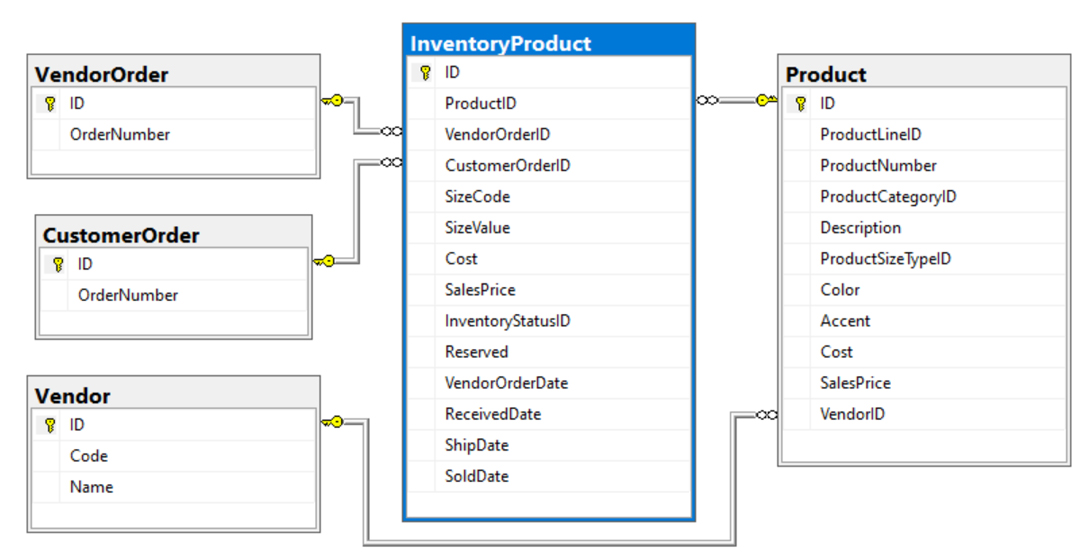 VendorOrder
ID
OrderNumber
CustomerOrder
ID
OrderNumber
Vendor
ID
Code
Name
InventoryProduct
ID
ProductID
VendorOrderID
CustomerOrderID
SizeCode
SizeValue
Cost
SalesPrice
InventoryStatusID
Reserved
VendorOrderDate
ReceivedDate
ShipDate
SoldDate
Product
ID
ProductLineID
ProductNumber
ProductCategoryID
Description
ProductSizeTypeID
Color
Accent
Cost
SalesPrice
VendorID